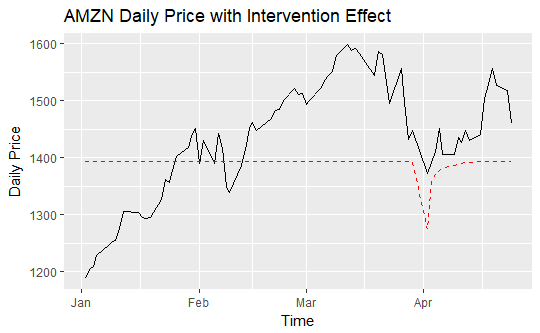 AMZN Daily Price with Intervention Effect
1600
1500
1400
1300
1200
Daily Price
Jan
Feb
Mar
Apr
Time